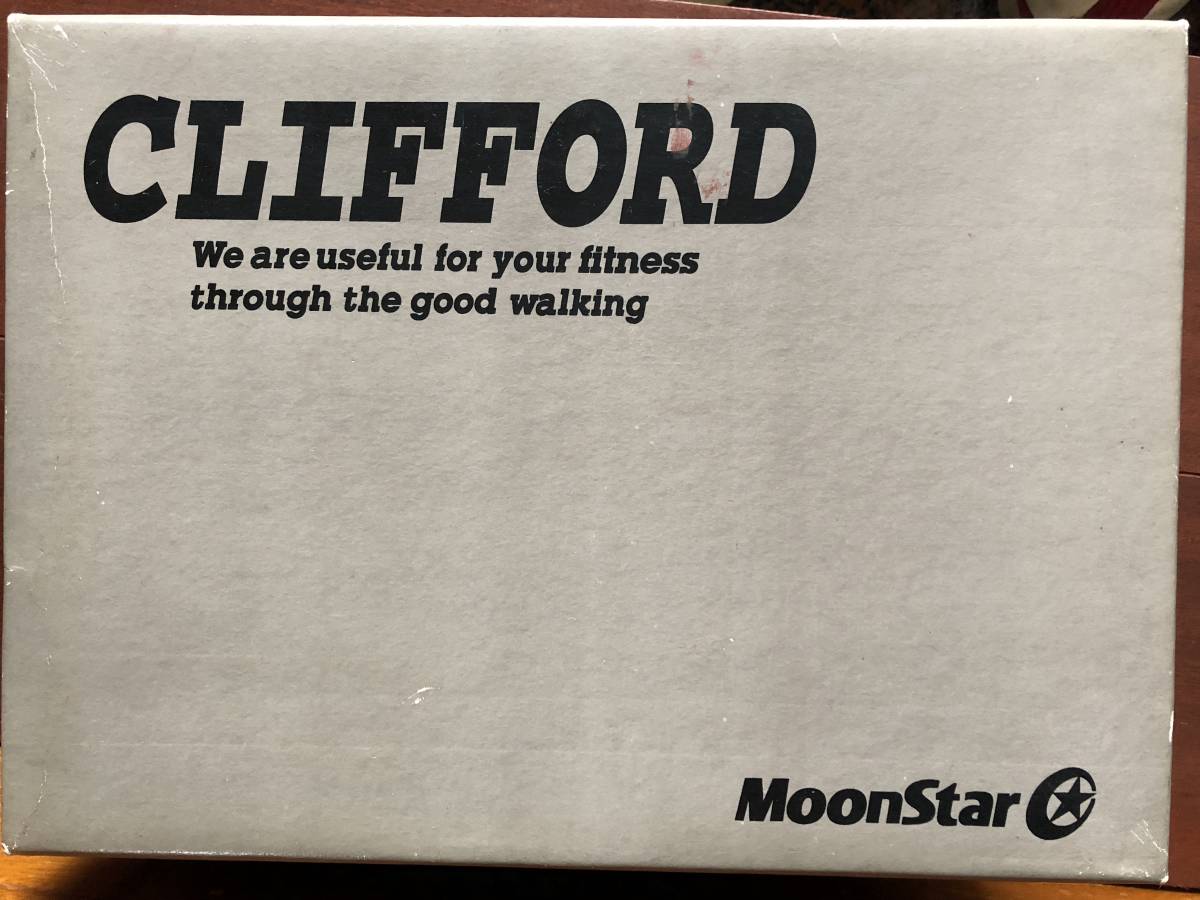 CLIFFORD
We are useful for your fitness
through the good walking
MoonStar